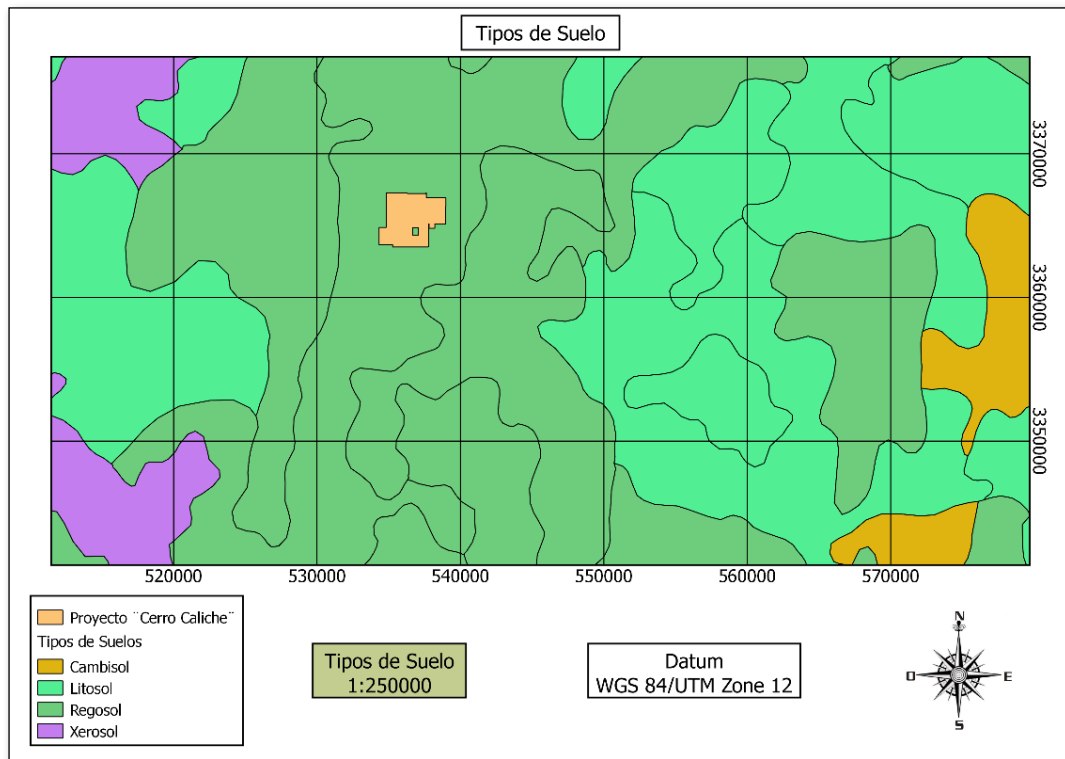 Tipos de Suelo
3370000
3360000
3350000
520000 530000 540000 550000 560000 570000
Proyecto ¨Cerro Caliche¨
Tipos de Suelos
Cambisol
Litosol
Regosol
Xerosol
Tipos de Suelo
1:250000
Datum
WGS 84/UTM Zone 12
N
O E
S